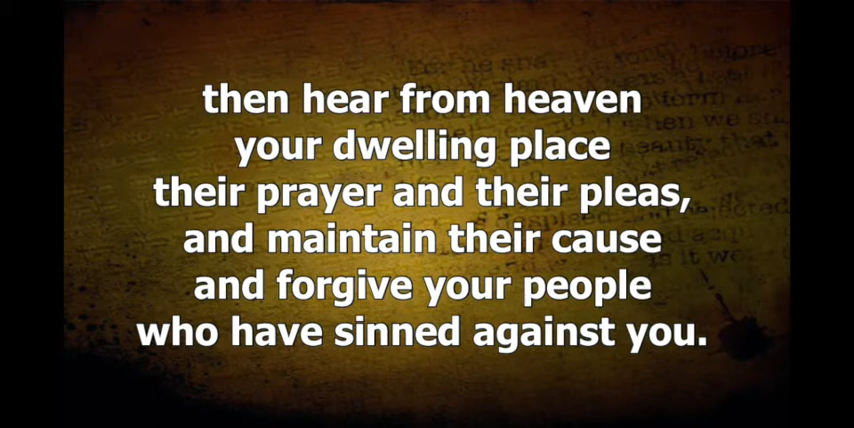 then hear from heaven
your dwelling place
their prayer and their pleas,
and maintain their cause
and forgive your people
who have sinned against you.